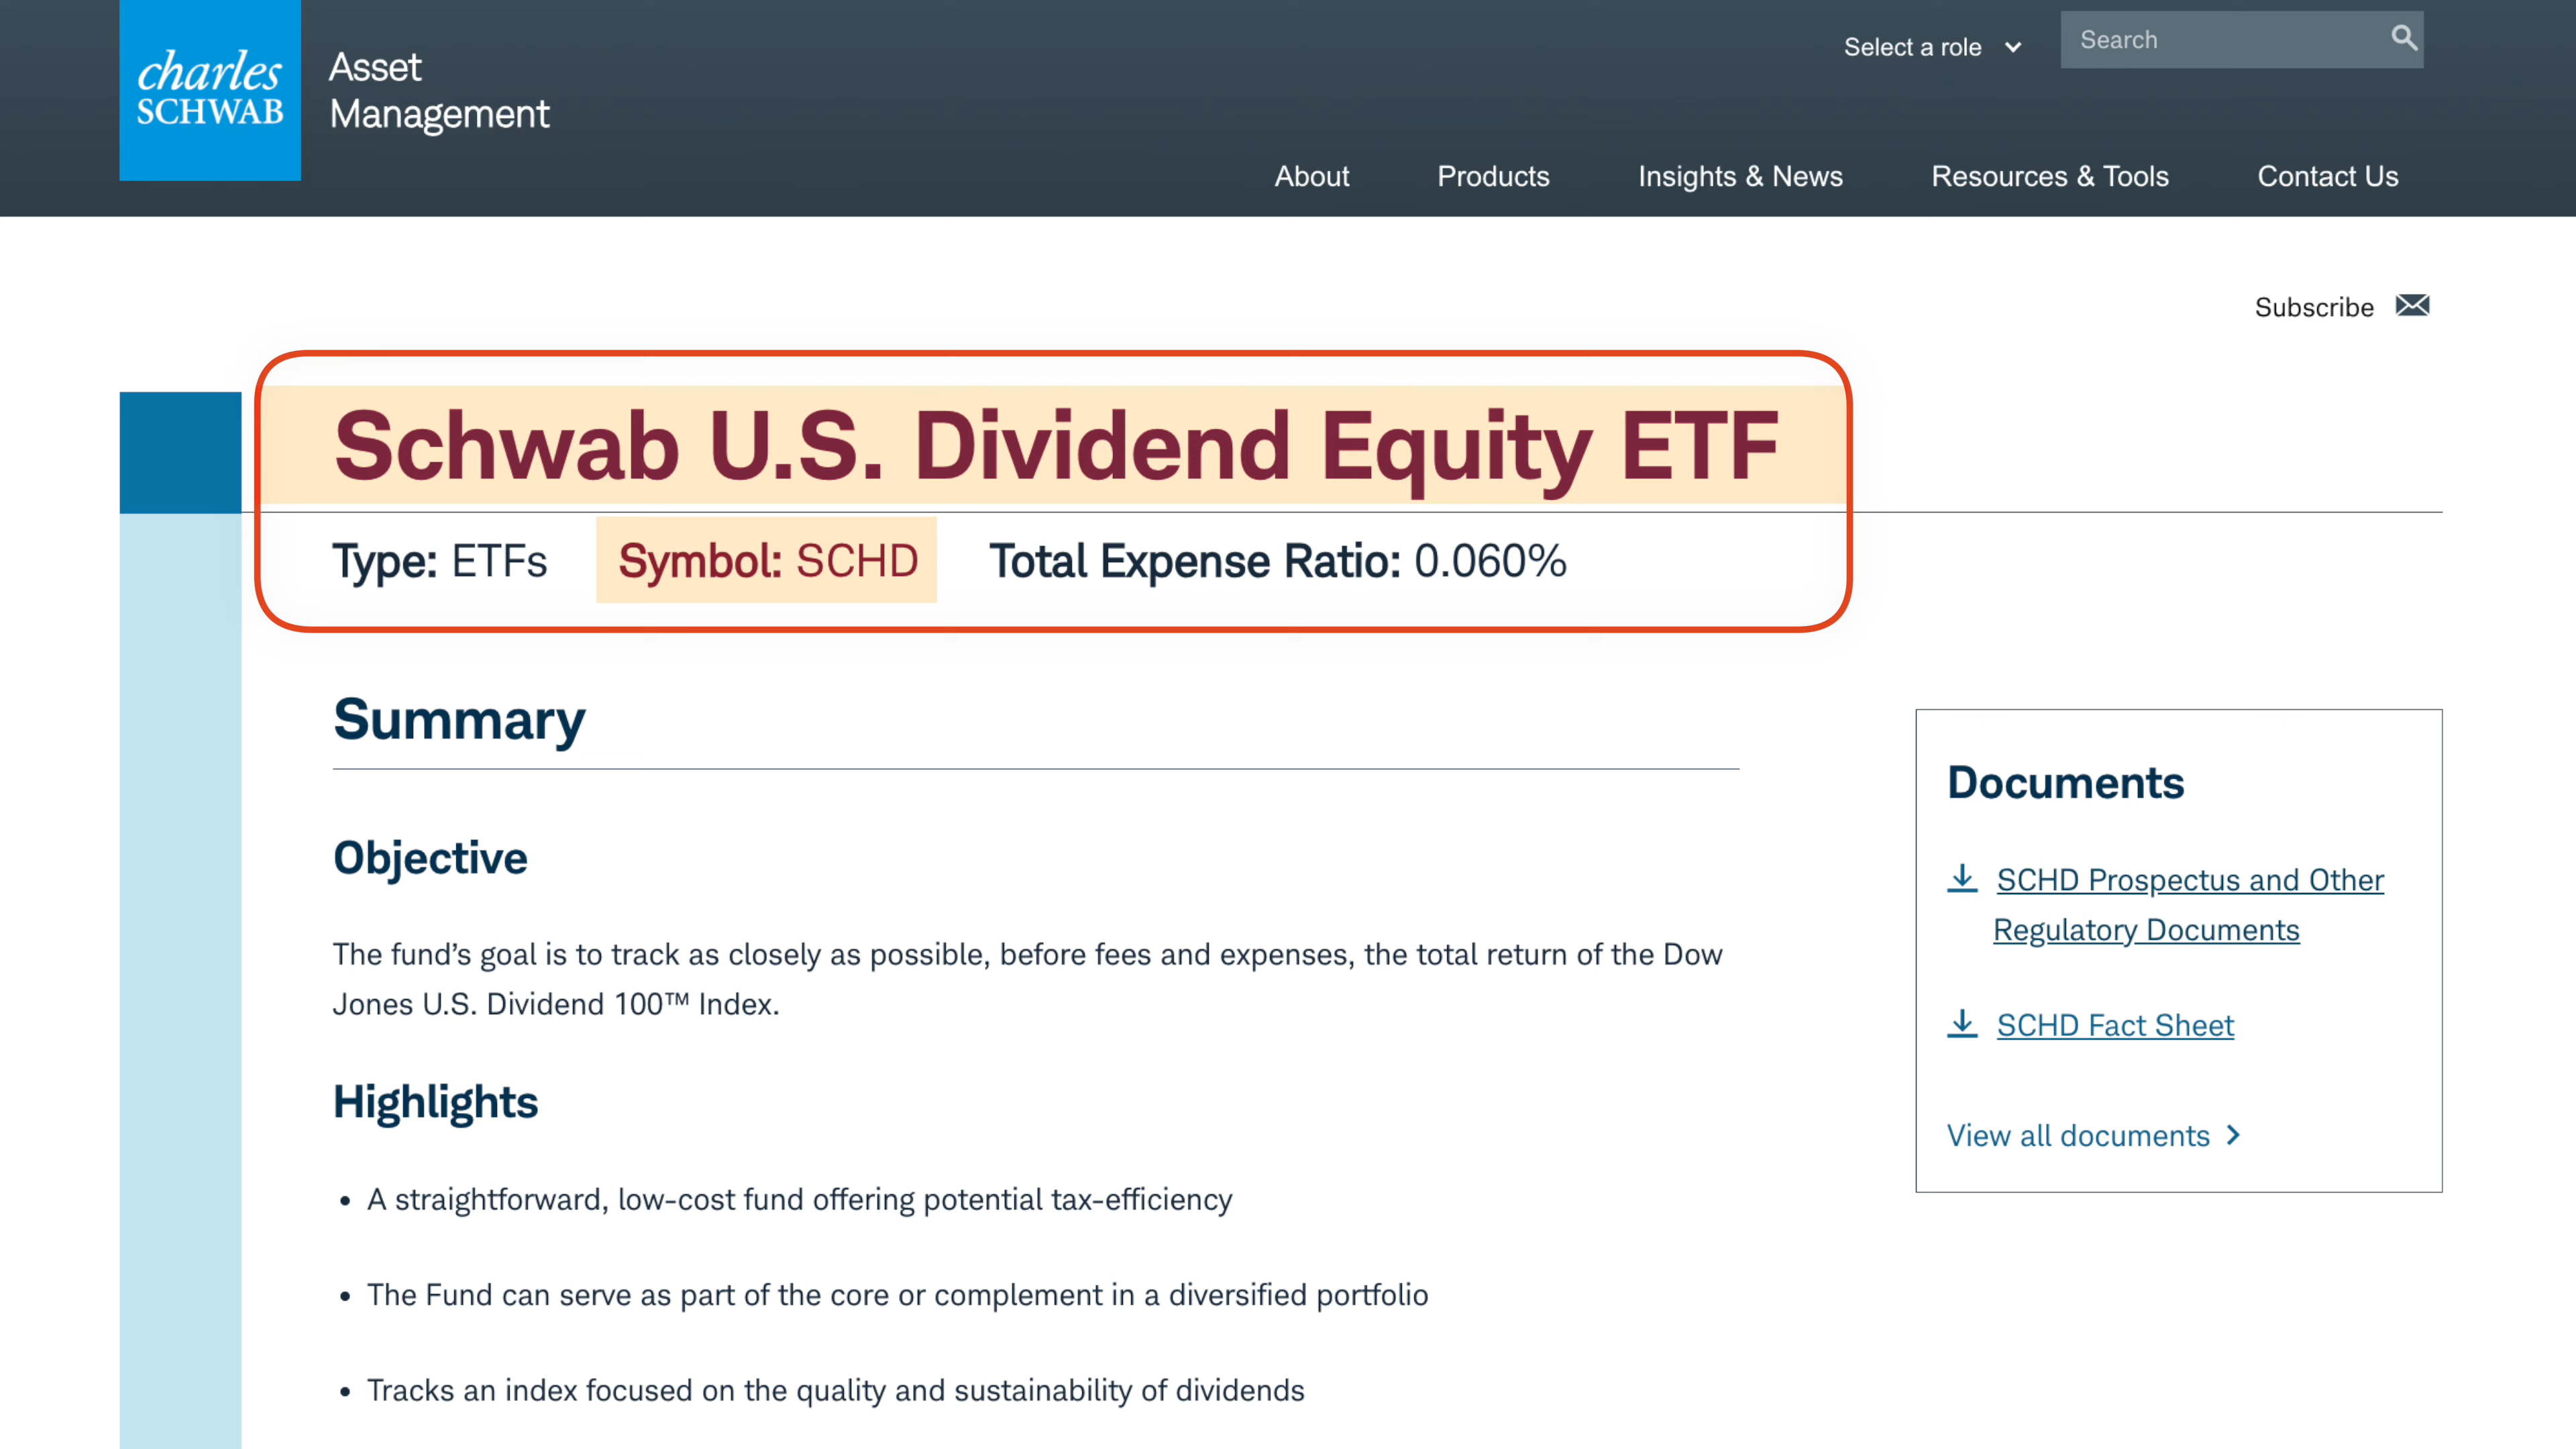 charles
SCHWAB
Asset
Management
Select a role
Search
About Products Insights & News Resources & Tools Contact Us
Subscribe
Schwab U.S. Dividend Equity ETF
Type: ETFs Symbol: SCHD Total Expense Ratio: 0.060%
Summary
Objective
The fund’s goal is to track as closely as possible, before fees and expenses, the total return of the Dow
Jones U.S. Dividend 100™ Index.
Highlights
• A straightforward, low-cost fund offering potential tax-efficiency
• The Fund can serve as part of the core or complement in a diversified portfolio
• Tracks an index focused on the quality and sustainability of dividends
Documents
SCHD Prospectus and Other
Regulatory Documents
SCHD Fact Sheet
View all documents